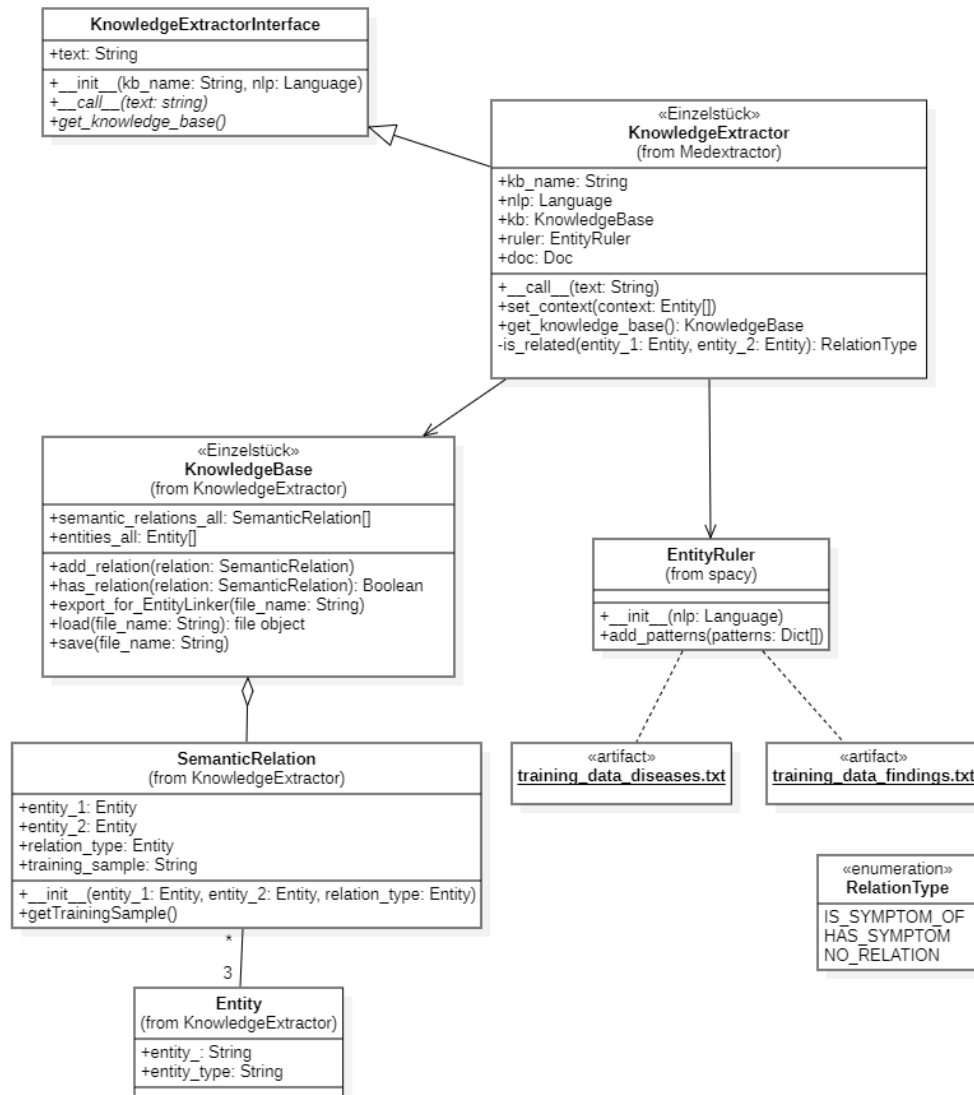 KnowledgeExtractorInterface
+text: String
+__init__(kb_name: String, nlp: Language)
+__call__(text: string)
+get_knowledge_base()
«Einzelstück»
KnowledgeExtractor
(from Medextractor)
+kb_name: String
+nlp: Language
+kb: KnowledgeBase
+ruler: EntityRuler
+doc: Doc
+__call__(text: String)
+set_context(context: Entity[])
+get_knowledge_base(): KnowledgeBase
-is_related(entity_1: Entity, entity_2: Entity): RelationType
«Einzelstück»
KnowledgeBase
(from KnowledgeExtractor)
+semantic_relations_all: SemanticRelation[]
+entities_all: Entity[]
+add_relation(relation: SemanticRelation)
+has_relation(relation: SemanticRelation): Boolean
+export_for_EntityLinker(file_name: String)
+load(file_name: String): file object
+save(file_name: String)
EntityRuler
(from spacy)
+__init__(nlp: Language)
+add_patterns(patterns: Dict[])
«artifact»
training_data_diseases.txt
«artifact»
training_data_findings.txt
SemanticRelation
(from KnowledgeExtractor)
+entity_1: Entity
+entity_2: Entity
+relation_type: Entity
+training_sample: String
+__init__(entity_1: Entity, entity_2: Entity, relation_type: Entity)
+getTrainingSample()
«enumeration»
RelationType
IS_SYMPTOM_OF
HAS_SYMPTOM
NO_RELATION
*
3
Entity
(from KnowledgeExtractor)
+entity_: String
+entity_type: String